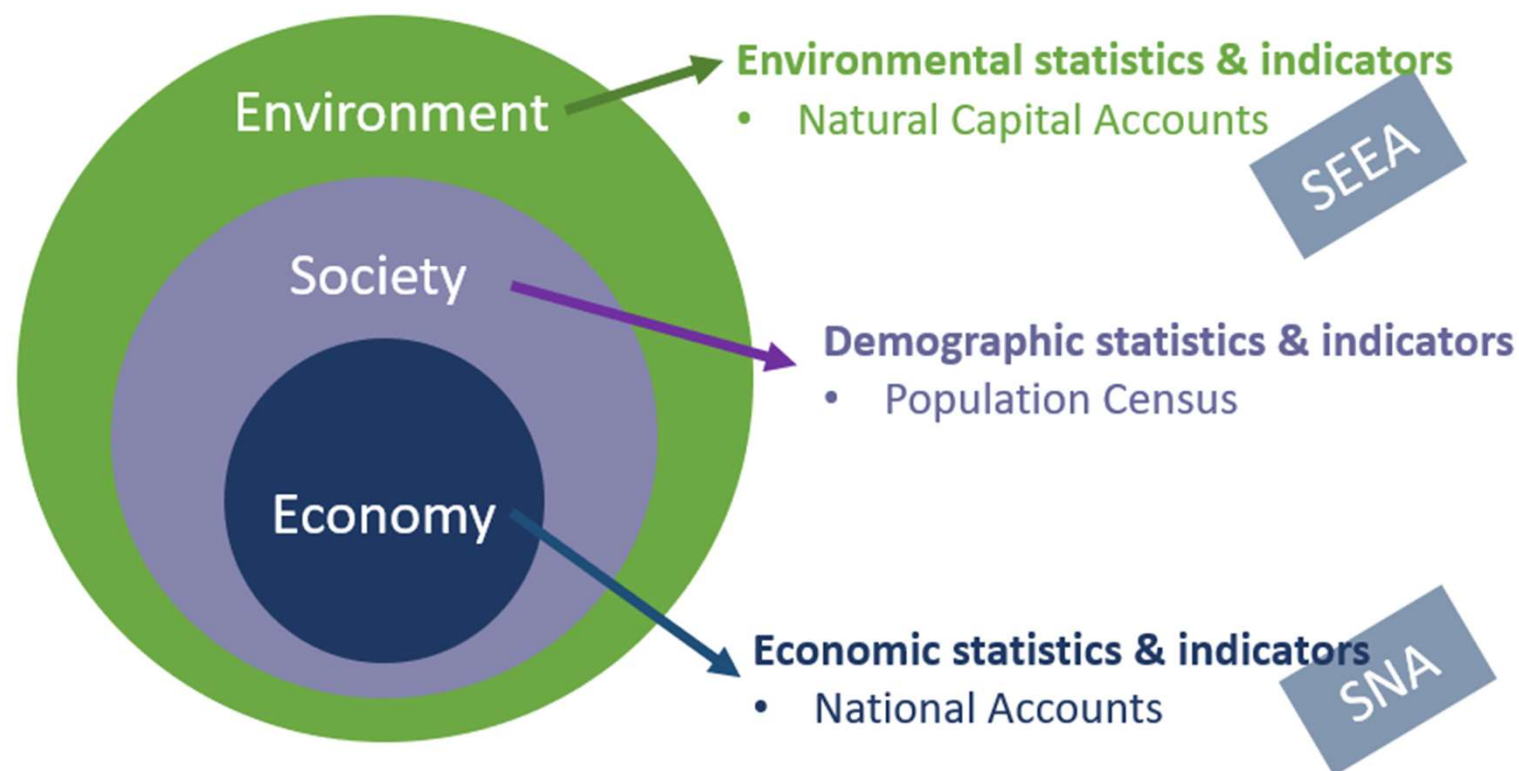 Environment
Environmental statistics & indicators
• Natural Capital Accounts
SEEA
Society
Demographic statistics & indicators
• Population Census
Economy
Economic statistics & indicators
• National Accounts
SNA